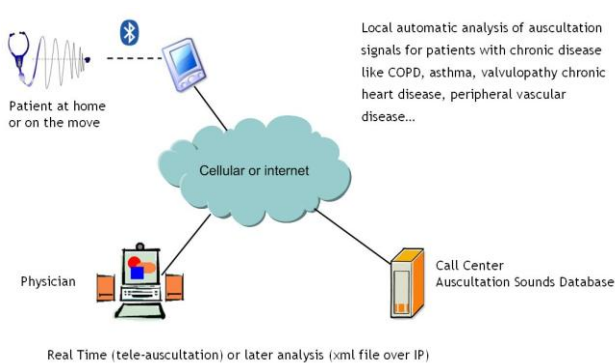 Local automatic analysis of auscultation
signals for patients with chronic disease
like COPD, asthma, valvulopathy chronic
heart disease, peripheral vascular
disease...
Patient at home
or on the move
Cellular or internet
Physician
Call Center
Auscultation Sounds Database
Real Time (tele-auscultation) or later analysis (xml file over IP)